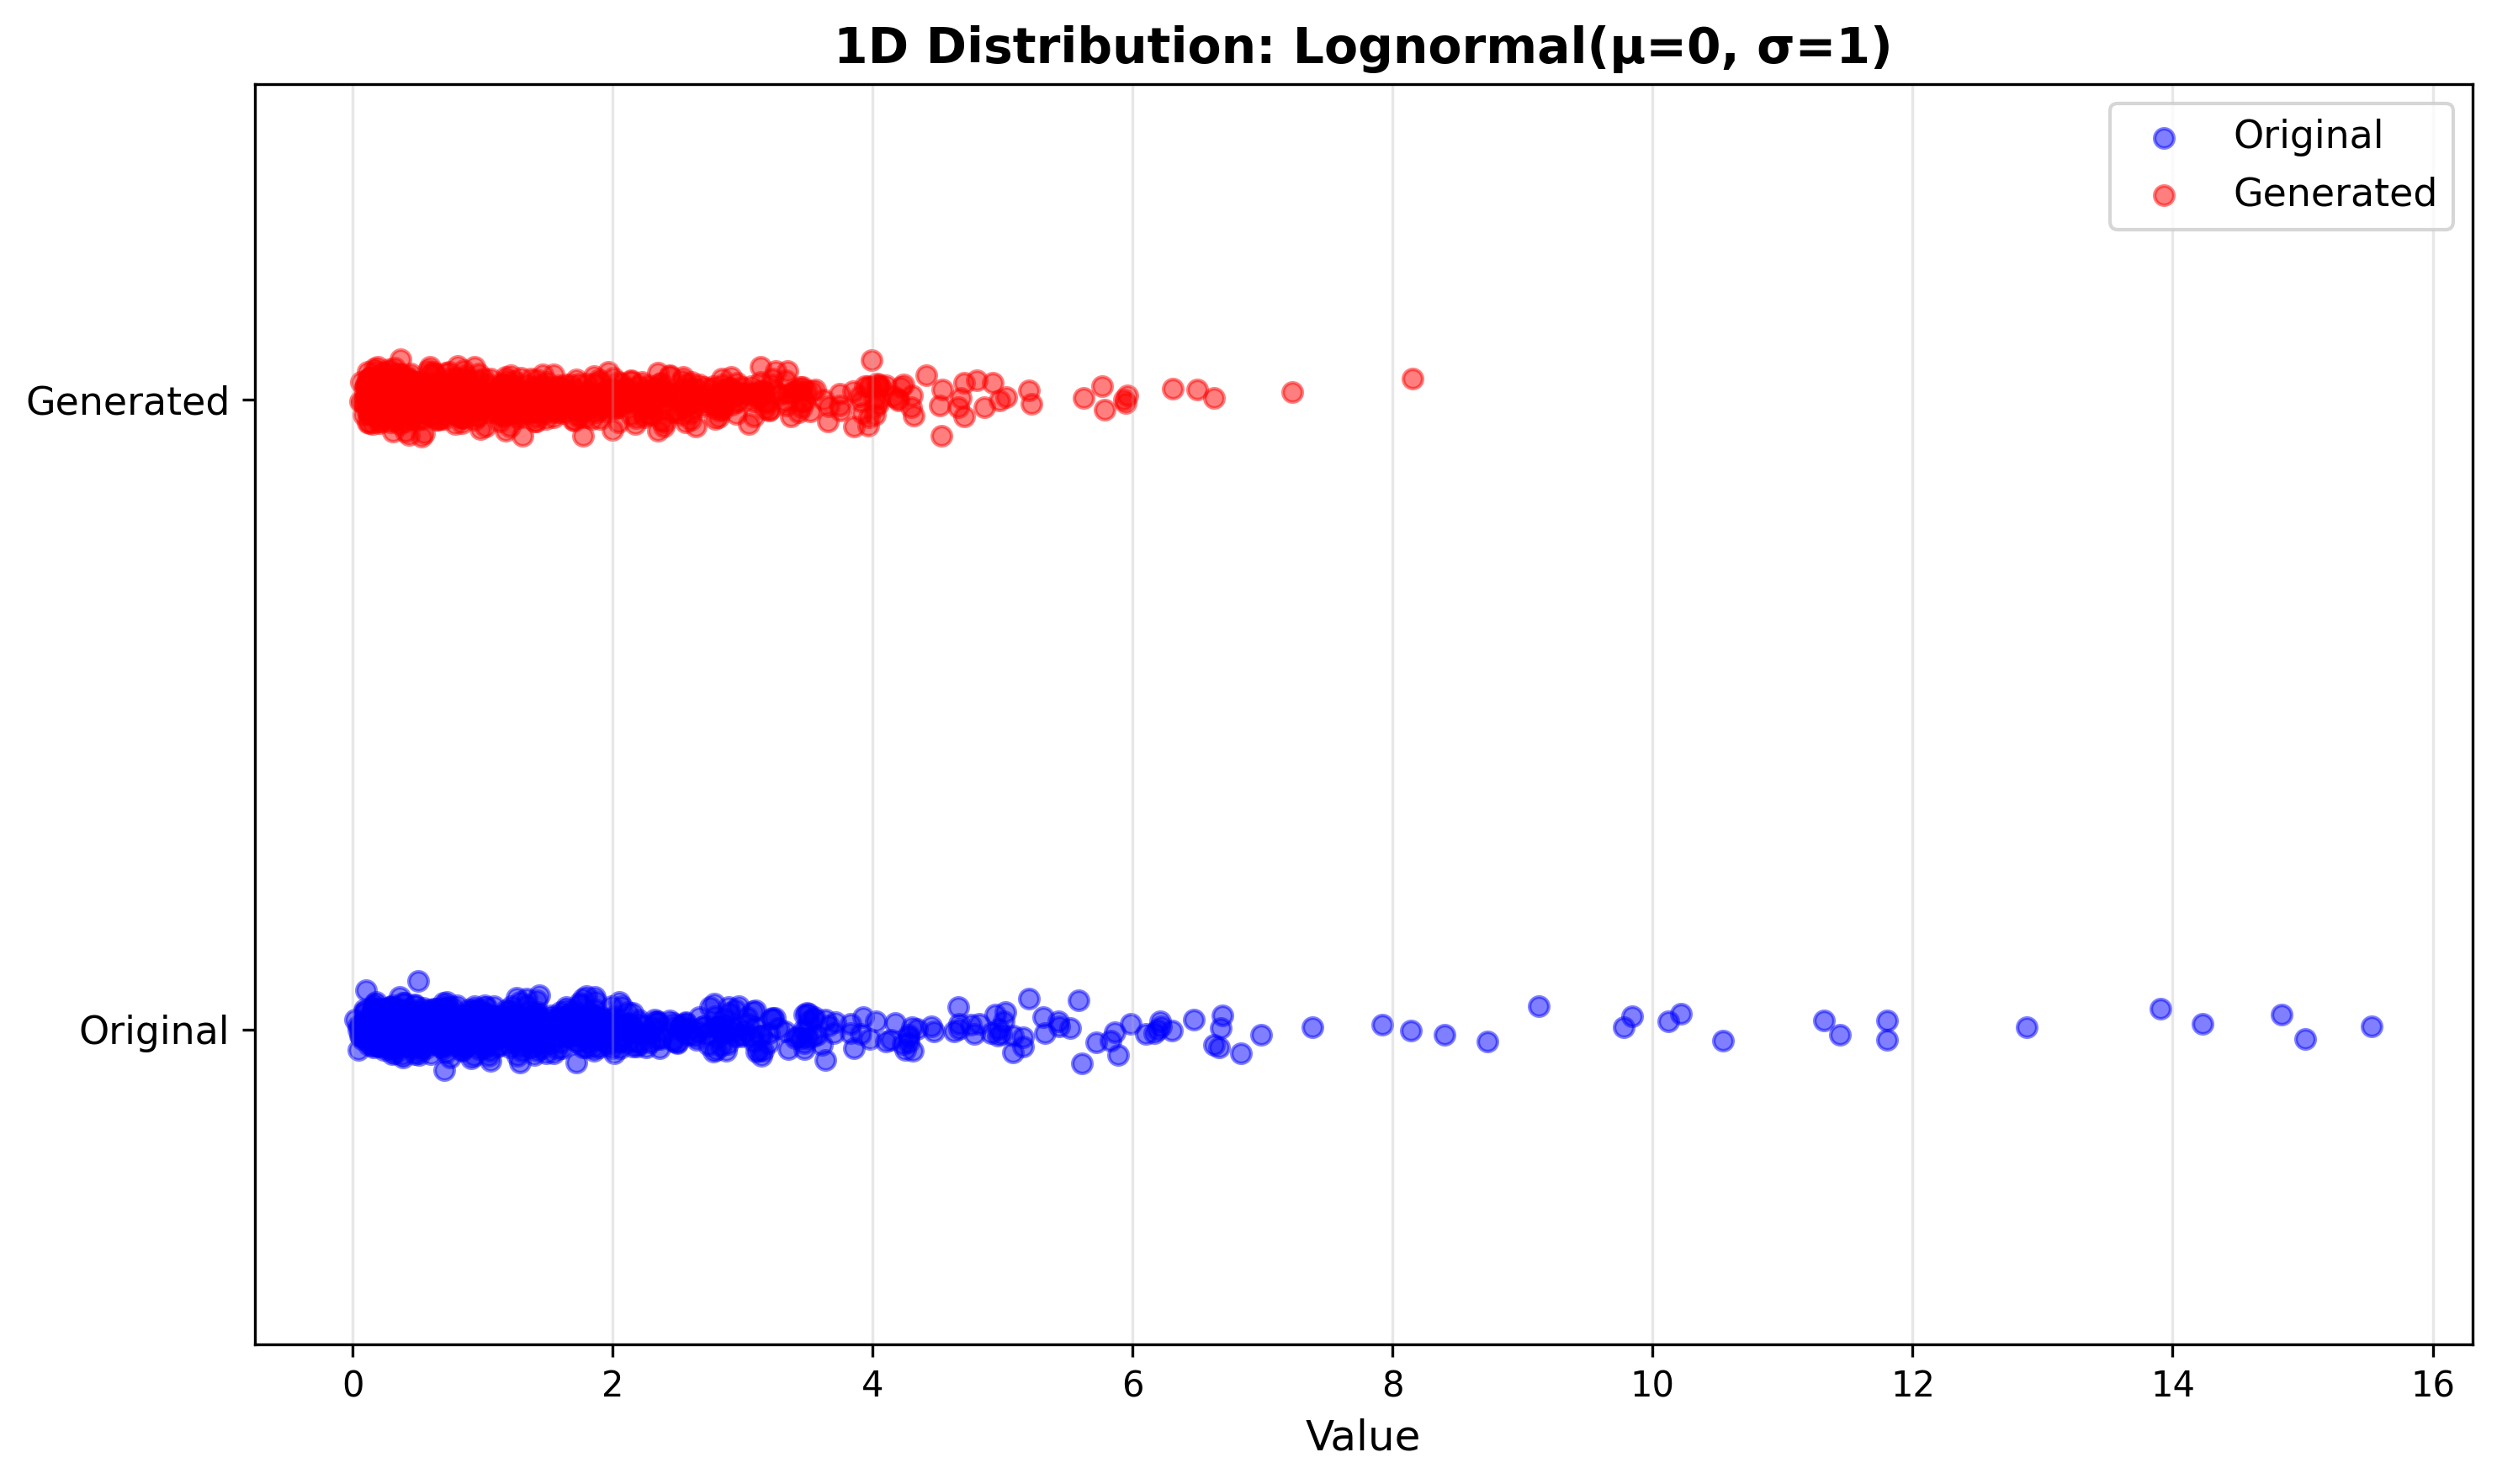 1D Distribution: Lognormal(μ=0, σ=1)
Original
Generated
Generated
Original
0 2 4 6 8 10 12 14 16
Value